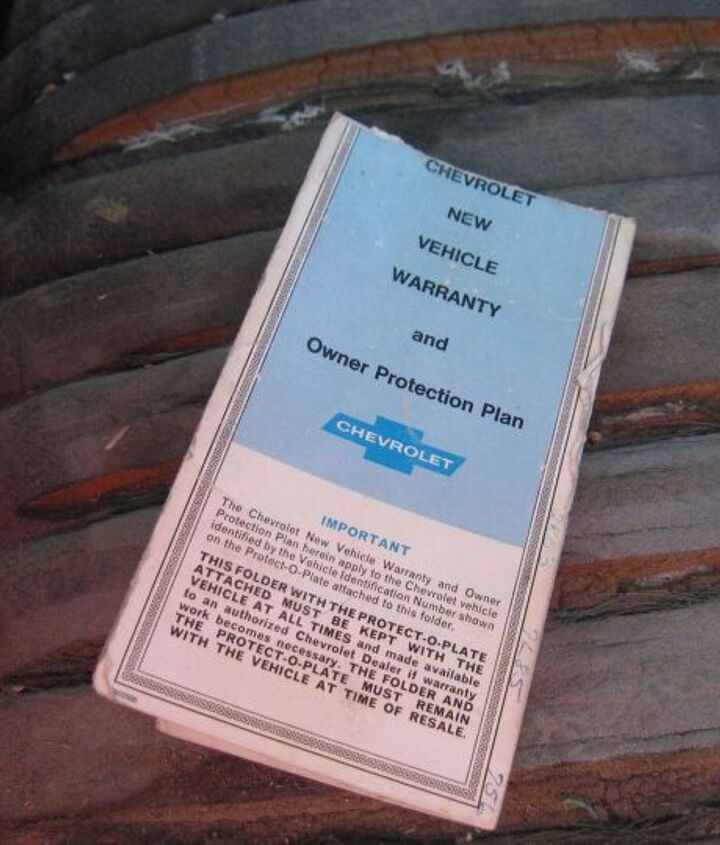 CHEVROLET
NEW
VEHICLE
WARRANTY
and
Owner Protection Plan
CHEVROLET
IMPORTANT
The Chevrolet New Vehicle Warranty and Owner
Protection Plan herein apply to the Chevrolet vehicle
identified by the Vehicle Identification Number shown
on the Protect-O-Plate attached to this folder.
THIS FOLDER WITH THE PROTECT-O-PLATE
ATTACHED MUST BE KEPT WITH THE
VEHICLE AT ALL TIMES and made available
to an authorized Chevrolet Dealer if warranty
work becomes necessary. THE FOLDER AND
THE PROTECT-O-PLATE MUST REMAIN
WITH THE VEHICLE AT TIME OF RESALE.